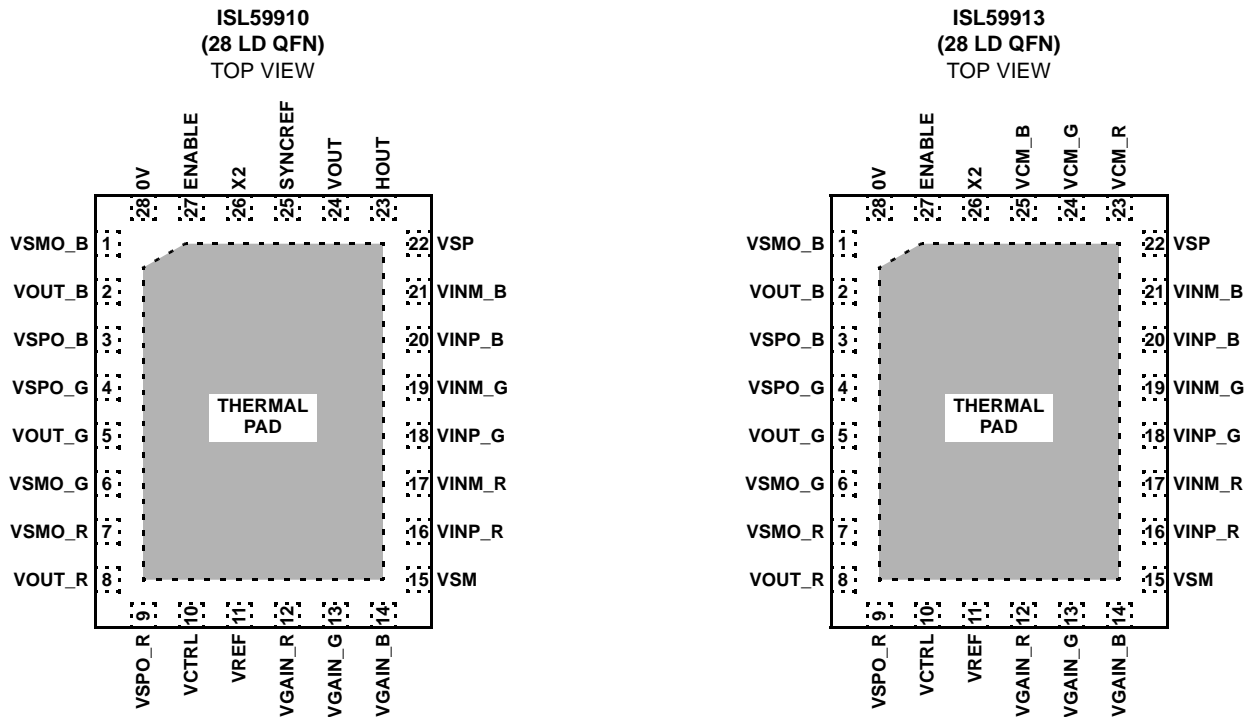 ISL59910
(28 LD QFN)
TOP VIEW
28 0V
27 ENABLE
26 X2
25 SYNCREF
24 VOUT
23 HOUT
VSMO_B 1
VOUT_B 2
VSPO_B 3
VSPO_G 4
VOUT_G 5
VSMO_G 6
VSMO_R 7
VOUT_R 8
THERMAL
PAD
22 VSP
21 VINM_B
20 VINP_B
19 VINM_G
18 VINP_G
17 VINM_R
16 VINP_R
15 VSM
VSPO_R 9
VCTRL 10
VREF 11
VGAIN_R 12
VGAIN_G 13
VGAIN_B 14
ISL59913
(28 LD QFN)
TOP VIEW
28 0V
27 ENABLE
26 X2
25 VCM_B
24 VCM_G
23 VCM_R
VSMO_B 1
VOUT_B 2
VSPO_B 3
VSPO_G 4
VOUT_G 5
VSMO_G 6
VSMO_R 7
VOUT_R 8
THERMAL
PAD
22 VSP
21 VINM_B
20 VINP_B
19 VINM_G
18 VINP_G
17 VINM_R
16 VINP_R
15 VSM
VSPO_R 9
VCTRL 10
VREF 11
VGAIN_R 12
VGAIN_G 13
VGAIN_B 14